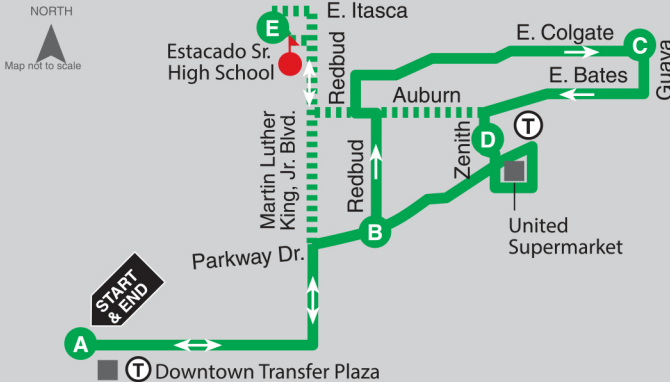 NORTH
Map not to scale
E
E. Itasca
Estacado Sr.
High School
Redbud
E. Colgate
C
Guava
E. Bates
Auburn
Martin Luther
King, Jr. Blvd.
Redbud
Zenith
D
T
B
United
Supermarket
Parkway Dr.
START
& END
A
T Downtown Transfer Plaza